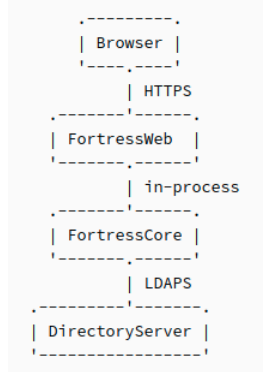 Browser
HTTPS
FortressWeb
in-process
FortressCore
LDAPS
DirectoryServer